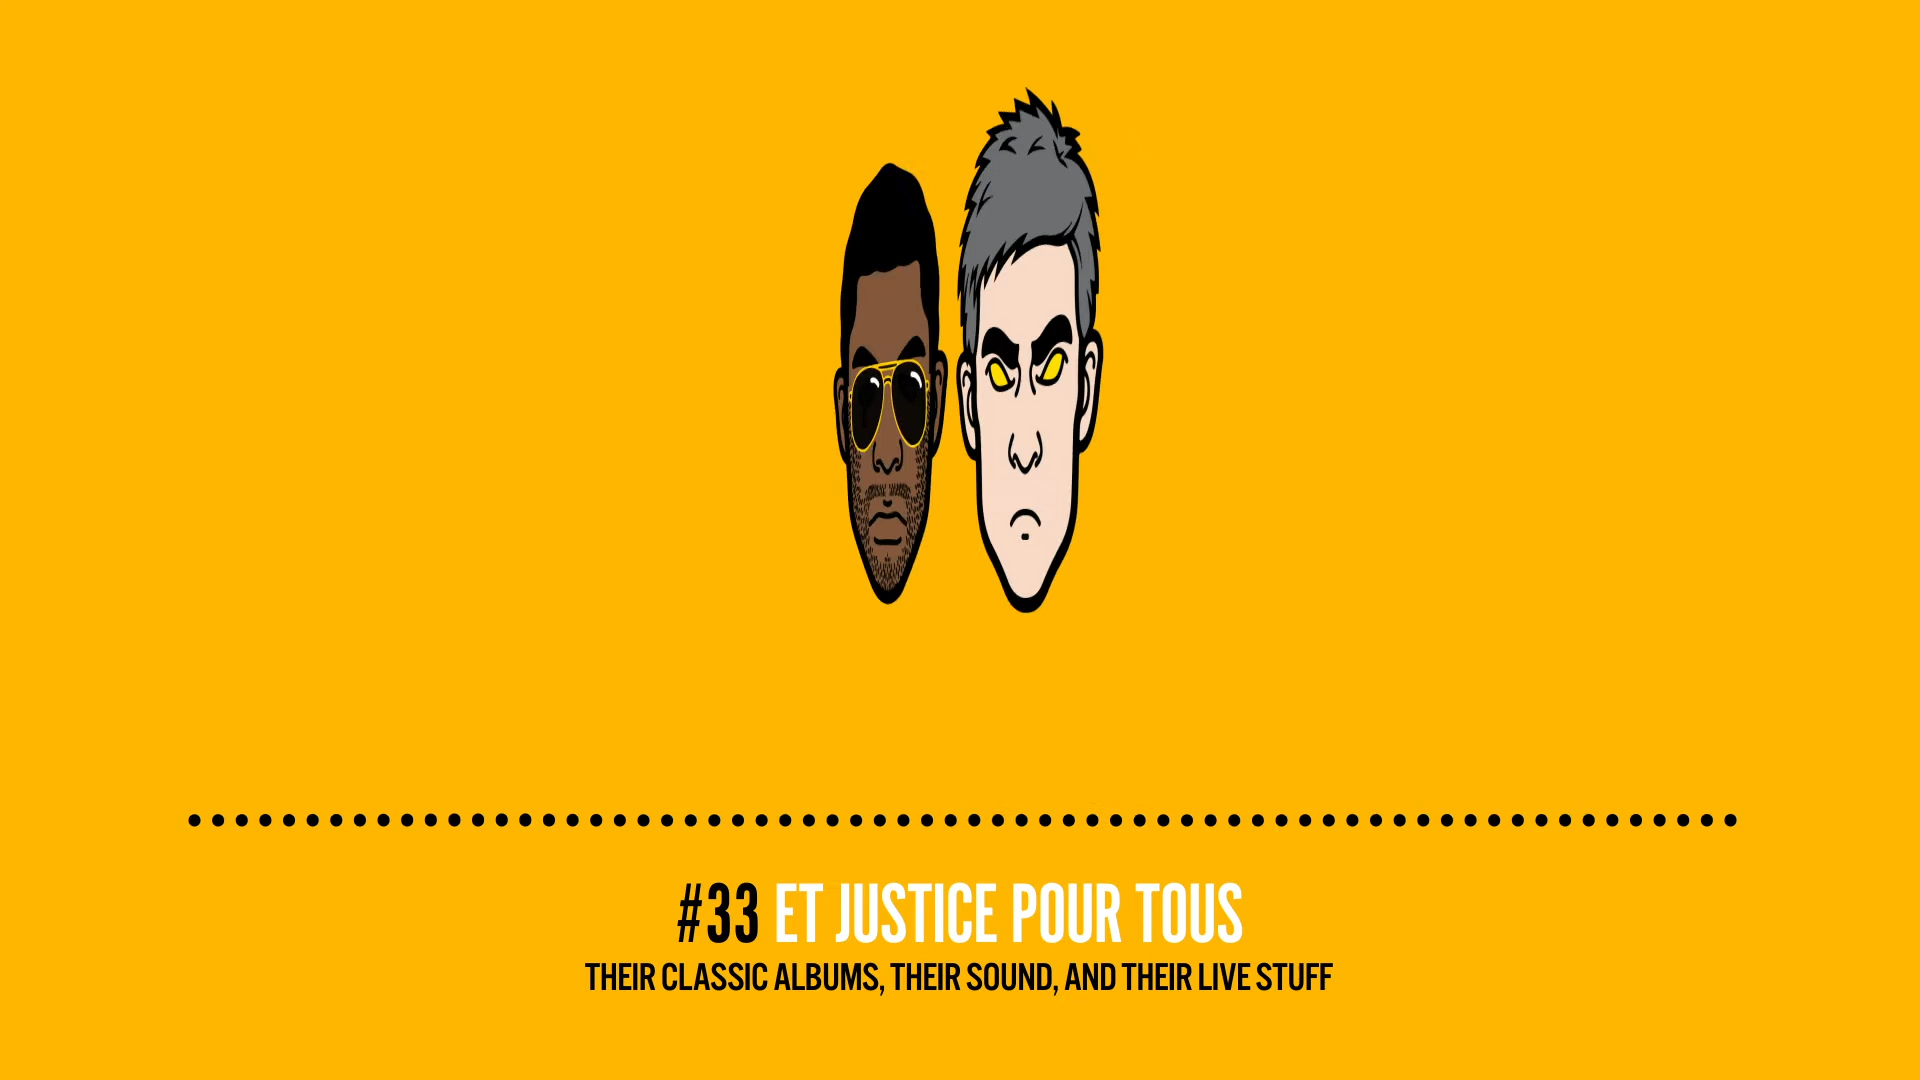 #33 ET JUSTICE POUR TOUS
THEIR CLASSIC ALBUMS, THEIR SOUND, AND THEIR LIVE STUFF